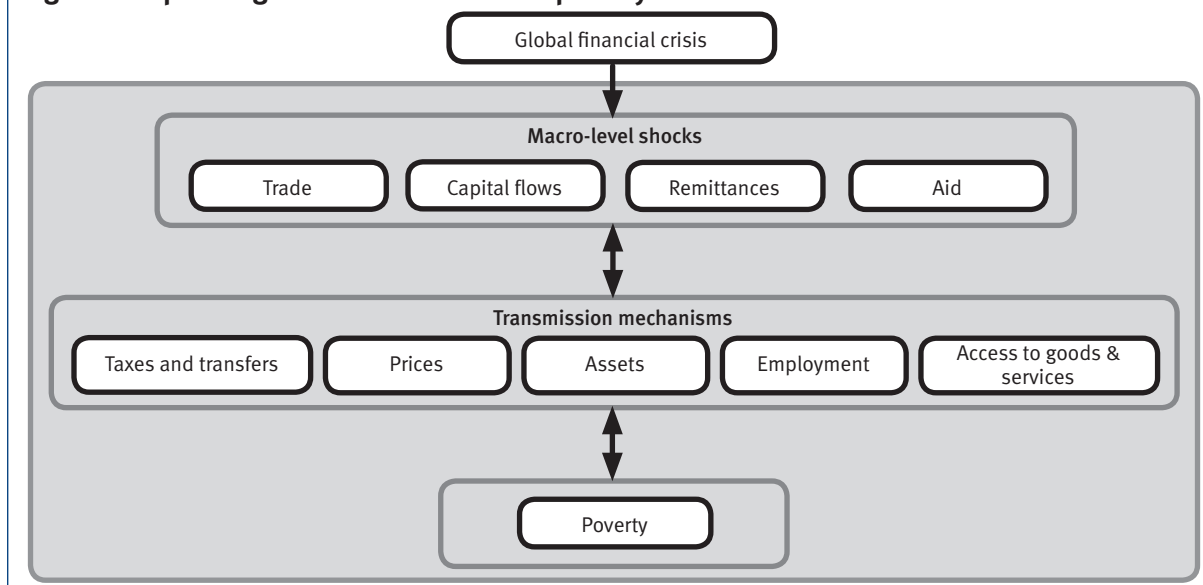 Global financial crisis
Macro-level shocks
Trade
Capital flows
Remittances
Aid
Transmission mechanisms
Taxes and transfers
Prices
Assets
Employment
Access to goods &
services
Poverty